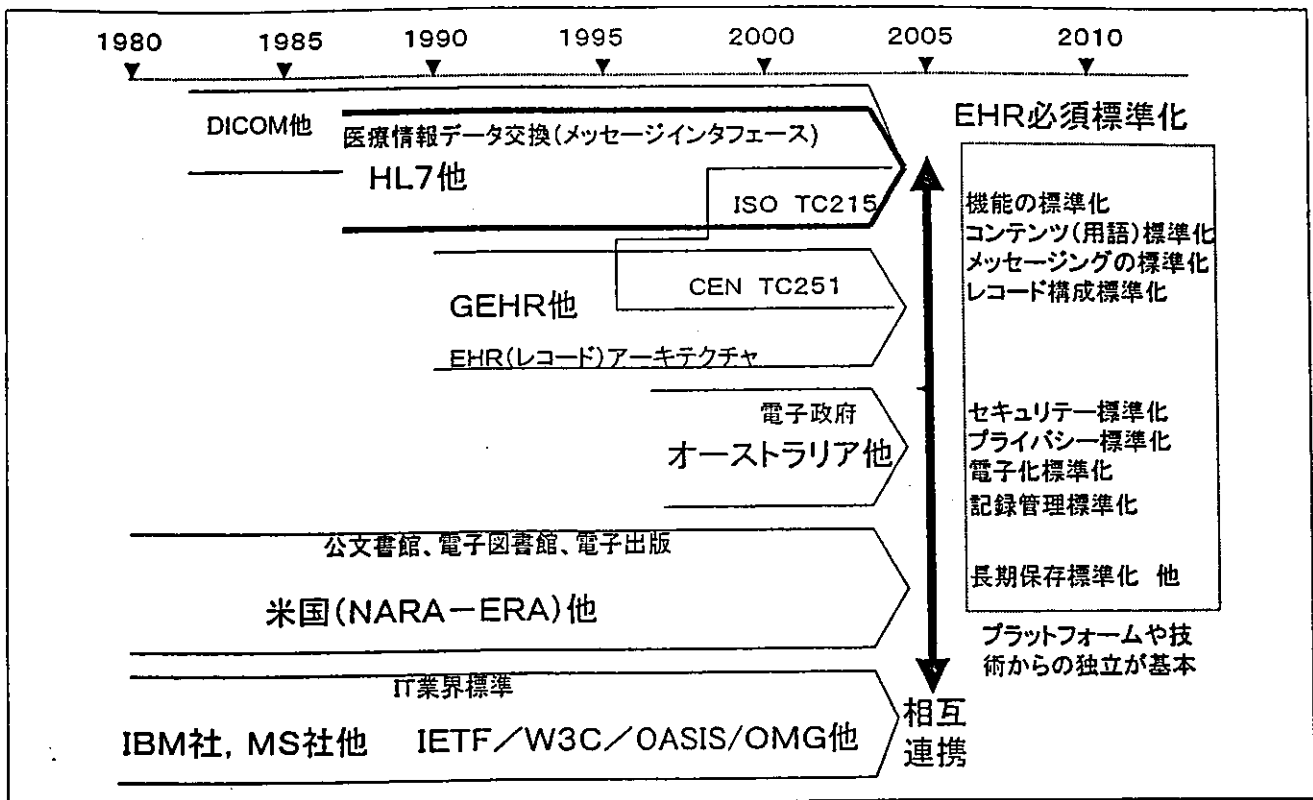 1980 1985 1990 1995 2000 2005 2010
DICOM他
医療情報データ交換(メッセージインタフェース)
HL7他
ISO TC215
CEN TC251
GEHR他
EHR(レコード)アーキテクチャ
電子政府
オーストラリア他
公文書館、電子図書館、電子出版
米国(NARA－ERA)他
IT業界標準
IBM社, MS社他 IETF／W3C／OASIS/OMG他
EHR必須標準化
機能の標準化
コンテンツ(用語)標準化
メッセージングの標準化
レコード構成標準化
セキュリテー標準化
プライバシー標準化
電子化標準化
記録管理標準化
長期保存標準化 他
プラットフォームや技
術からの独立が基本
相互
連携